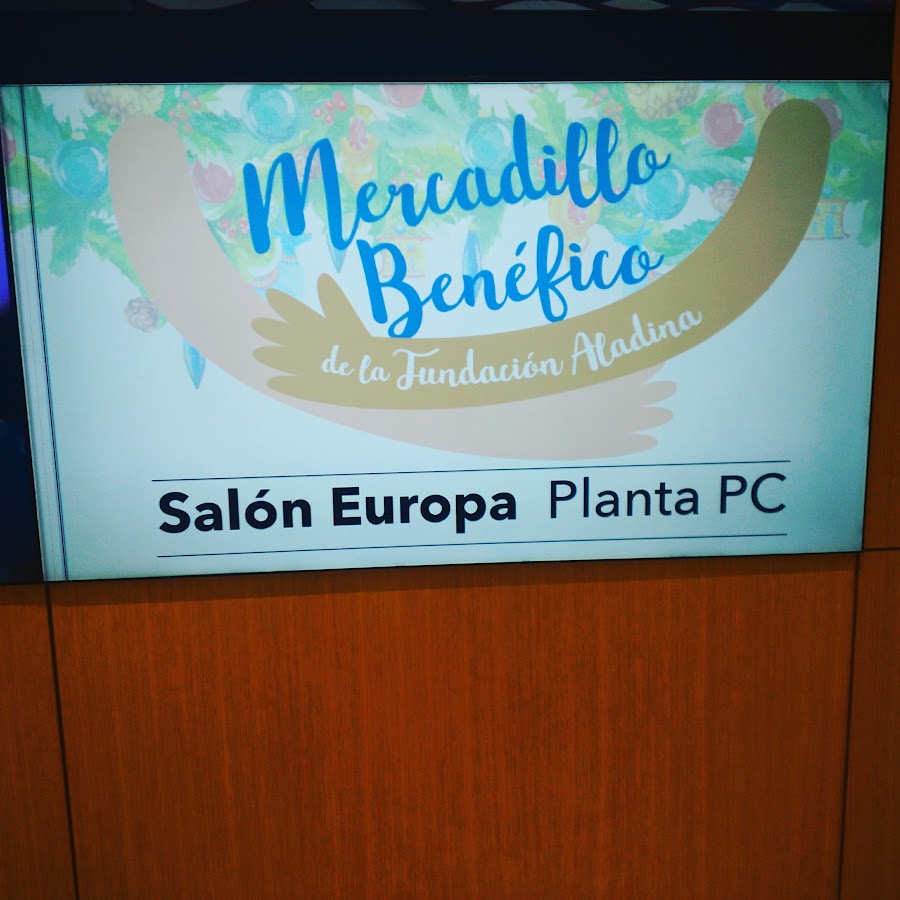 Mercadillo
Benéfico
de la Fundación Aladina
Salón Europa Planta PC